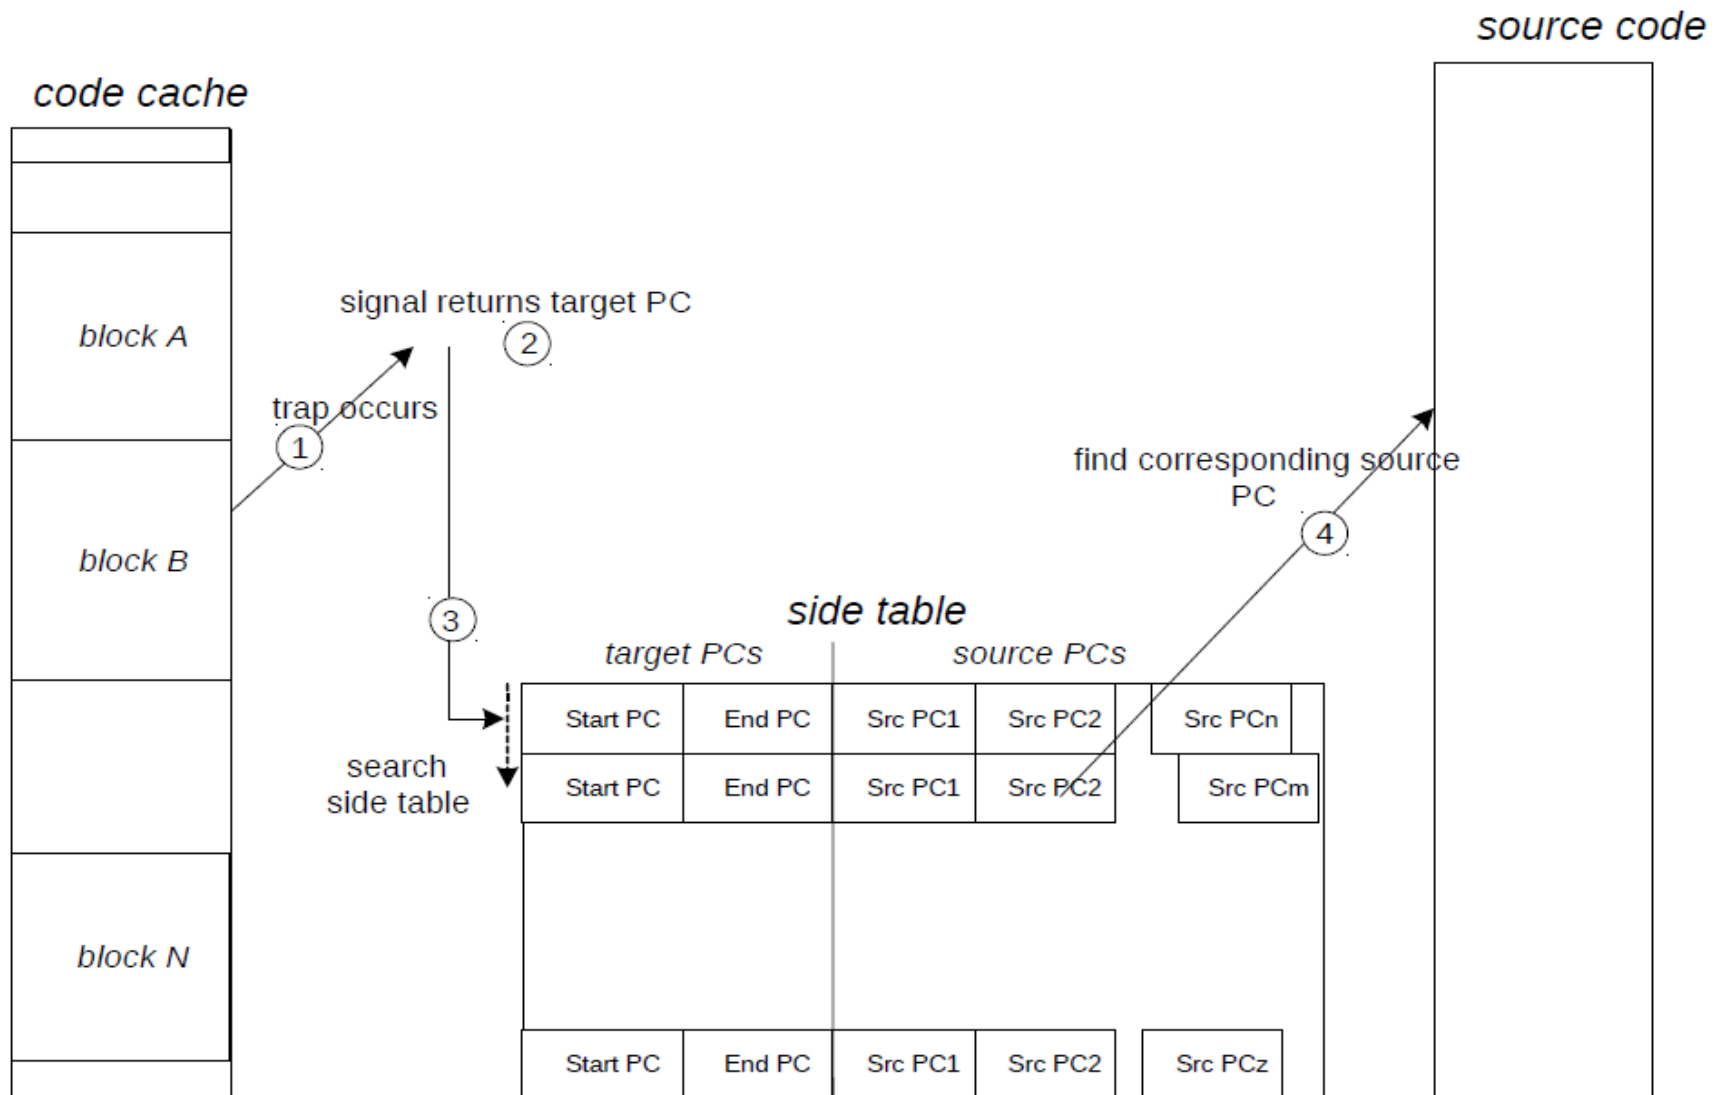 source code
code cache
block A
signal returns target PC
2
trap occurs
1
find corresponding source
PC
4
block B
side table
3
target PCs
source PCs
Start PC
End PC
Src PC1
Src PC2
Src PCn
search
side table
Start PC
End PC
Src PC1
Src PC2
Src PCm
block N
Start PC
End PC
Src PC1
Src PC2
Src PCz